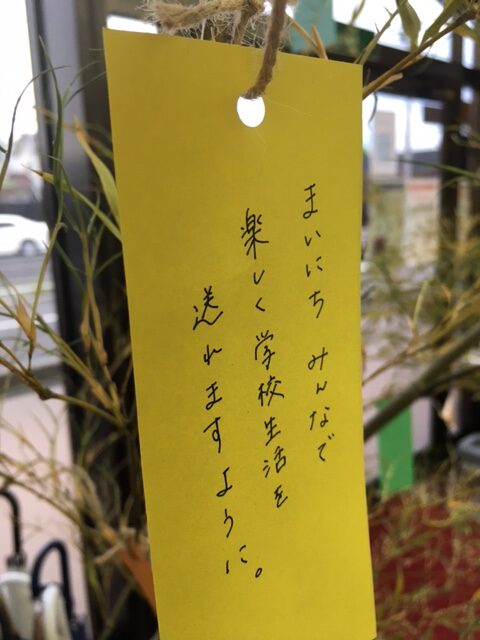 まいにち みんなで
楽しく学校生活を
送れますように。